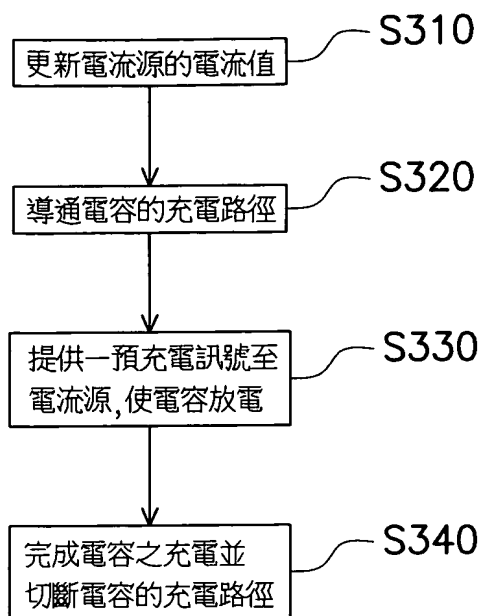 S310
更新電流源的電流值
S320
導通電容的充電路徑
S330
提供一預充電訊號至
電流源,使電容放電
S340
完成電容之充電並
切斷電容的充電路徑